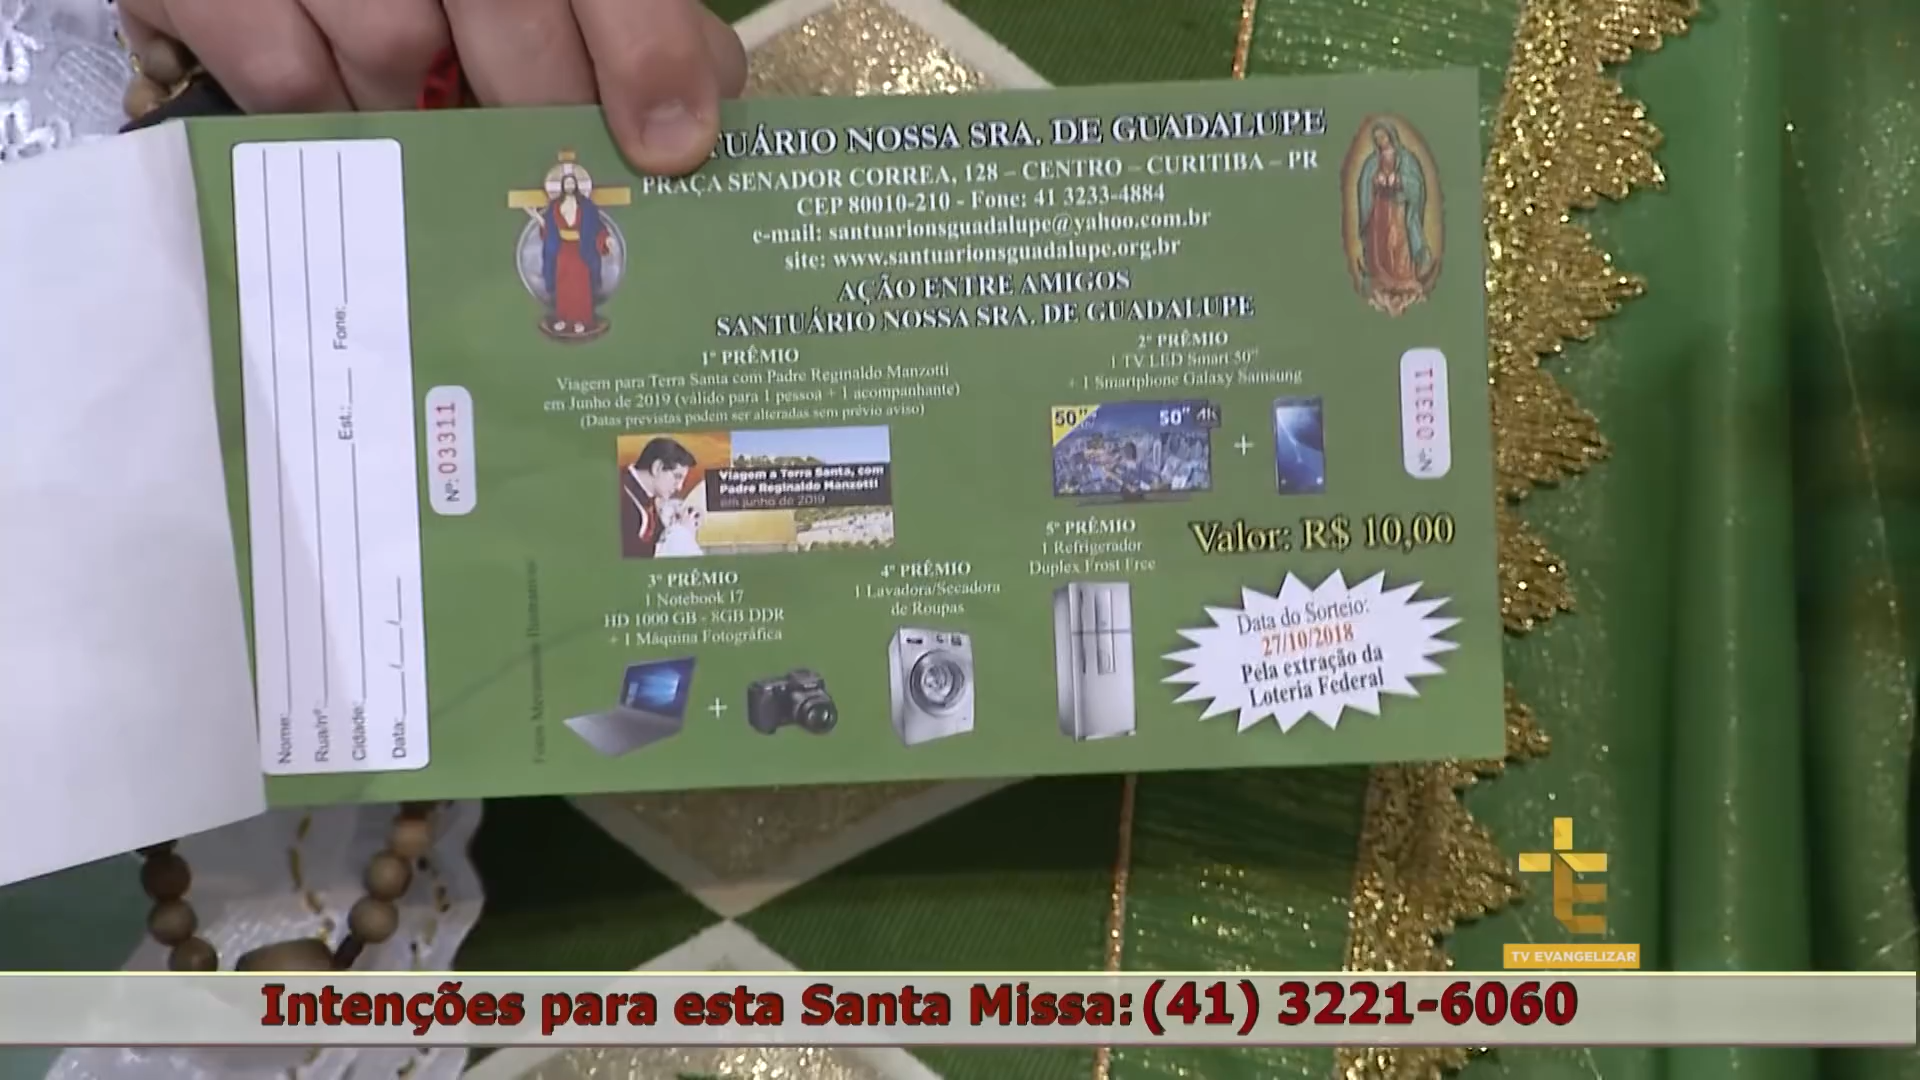 TUÁRIO NOSSA SRA. DE GUADALUPE
PRAÇA SENADOR CORREA, 128 – CENTRO – CURITIBA – PR
CEP 80010-210 - Fone: 41 3233-4884
e-mail: santuarionsguadalupe@yahoo.com.br
site: www.santuarionsguadalupe.org.br
AÇÃO ENTRE AMIGOS
SANTUÁRIO NOSSA SRA. DE GUADALUPE
1º PRÊMIO
Viagem para Terra Santa com Padre Reginaldo Manzotti
em Junho de 2019 (válido para 1 pessoa + 1 acompanhante)
(Datas previstas podem ser alteradas sem prévio aviso)
Viagem a Terra Santa, com
Padre Reginaldo Manzotti
em junho de 2019
2º PRÊMIO
1 TV LED Smart 50"
+ 1 Smartphone Galaxy Samsung
50" 50" 4k
+
3º PRÊMIO
1 Notebook 17
HD 1000 GB - 8GB DDR
+ 1 Máquina Fotográfica
+
4º PRÊMIO
1 Lavadora/Secadora
de Roupas
5º PRÊMIO
1 Refrigerador
Duplex Frost Free
Valor: R$ 10,00
Data do Sorteio:
27/10/2018
Pela extração da
Loteria Federal
Nº: 03311
Nº: 03311
Nome:
Rua/nº:
Cidade: Est.: Fone:
Data: / /
Fotos Meramente Ilustrativas
TV EVANGELIZAR
Intenções para esta Santa Missa: (41) 3221-6060